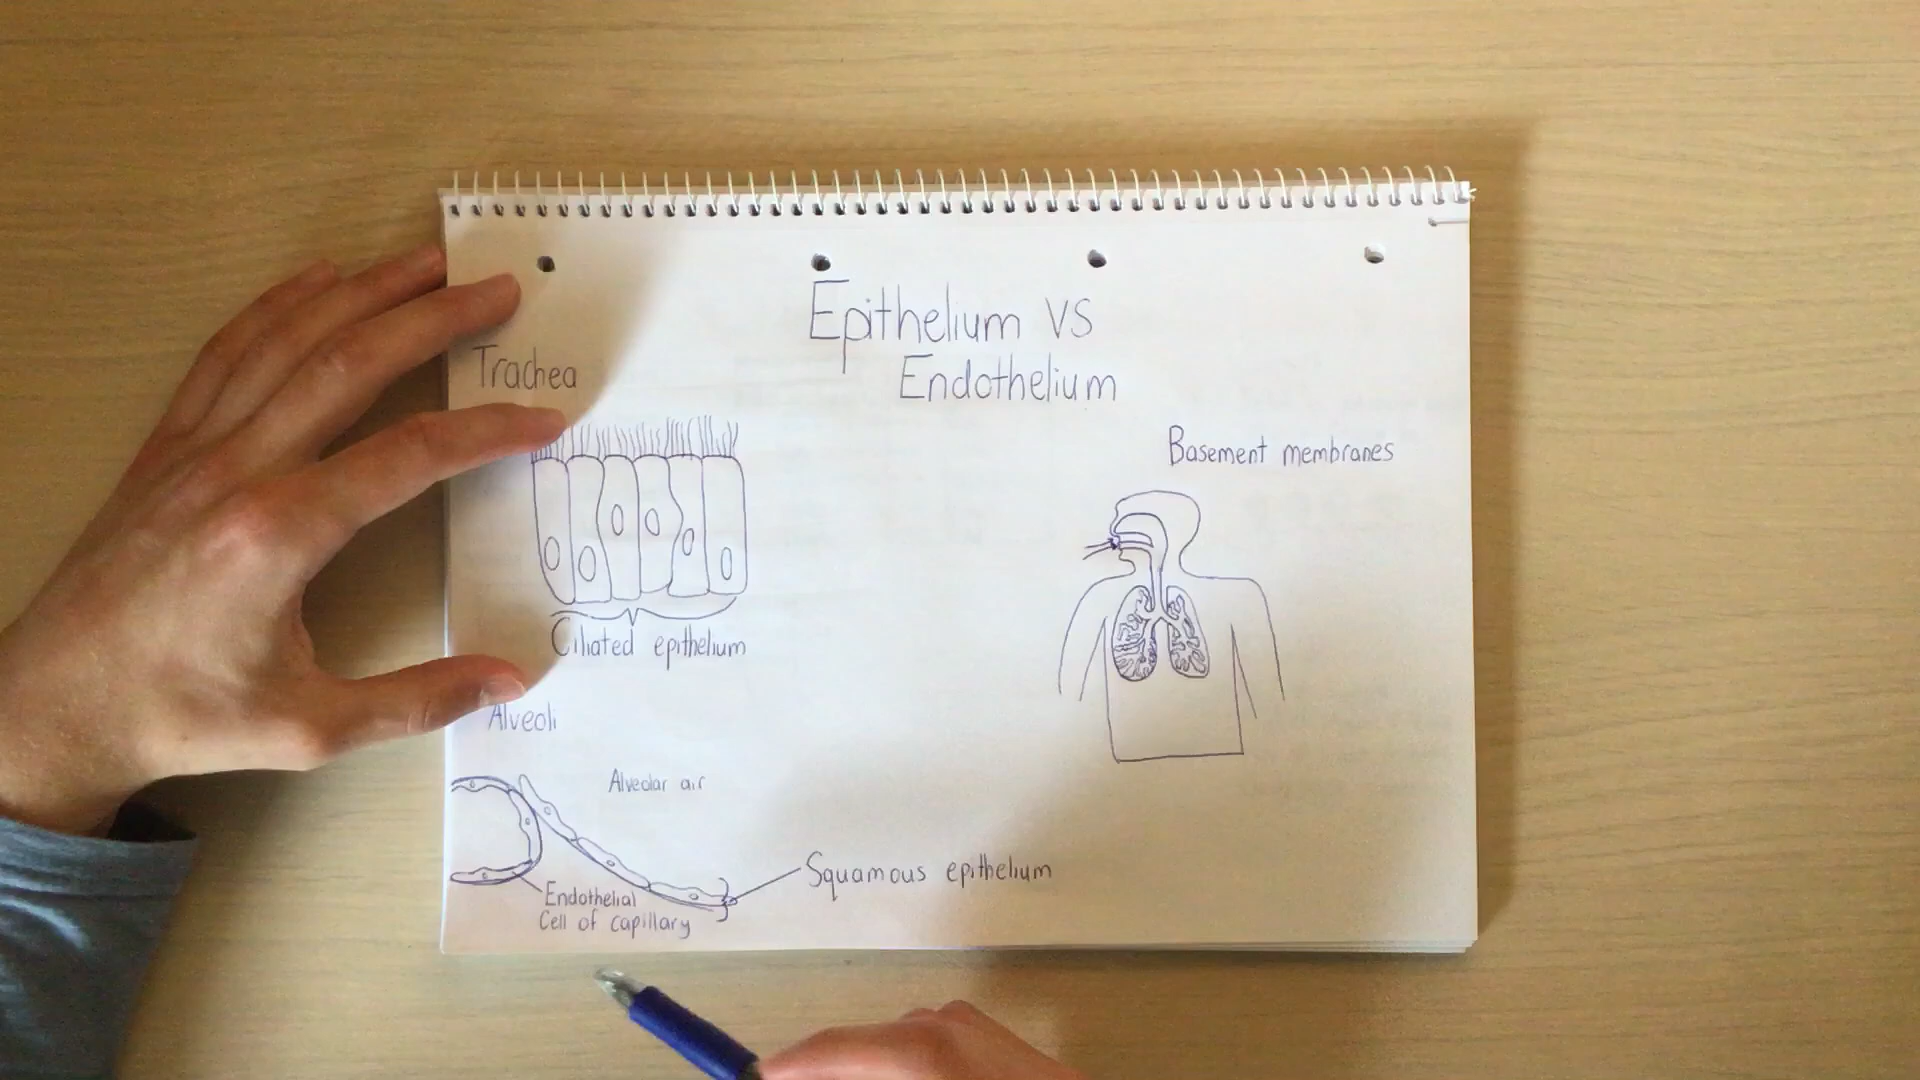 Epithelium VS
Endothelium
Trachea
Basement membranes
Ciliated epithelium
Alveoli
Alveolar air
Squamous epithelium
Endothelial
Cell of capillary